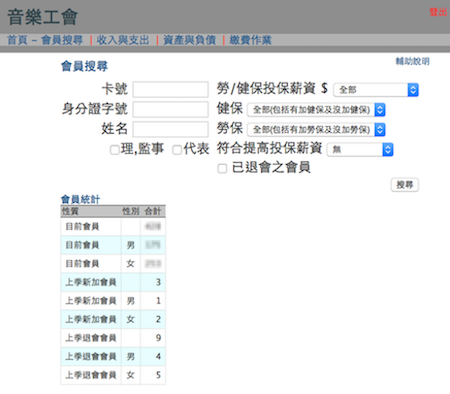 音樂工會
登出
首頁 – 會員搜尋 | 收入與支出 | 資產與負債 | 繳費作業
會員搜尋
輔助說明
卡號 勞/健保投保薪資 $ 全部
身分證字號 健保 全部(包括有加健保及沒加健保)
姓名 勞保 全部(包括有加勞保及沒加勞保)
理,監事 代表 符合提高投保薪資 無
已退會之會員
搜尋
會員統計
性質 性別 合計
目前會員
目前會員 男
目前會員 女
上季新加會員 3
上季新加會員 男 1
上季新加會員 女 2
上季退會會員 9
上季退會會員 男 4
上季退會會員 女 5